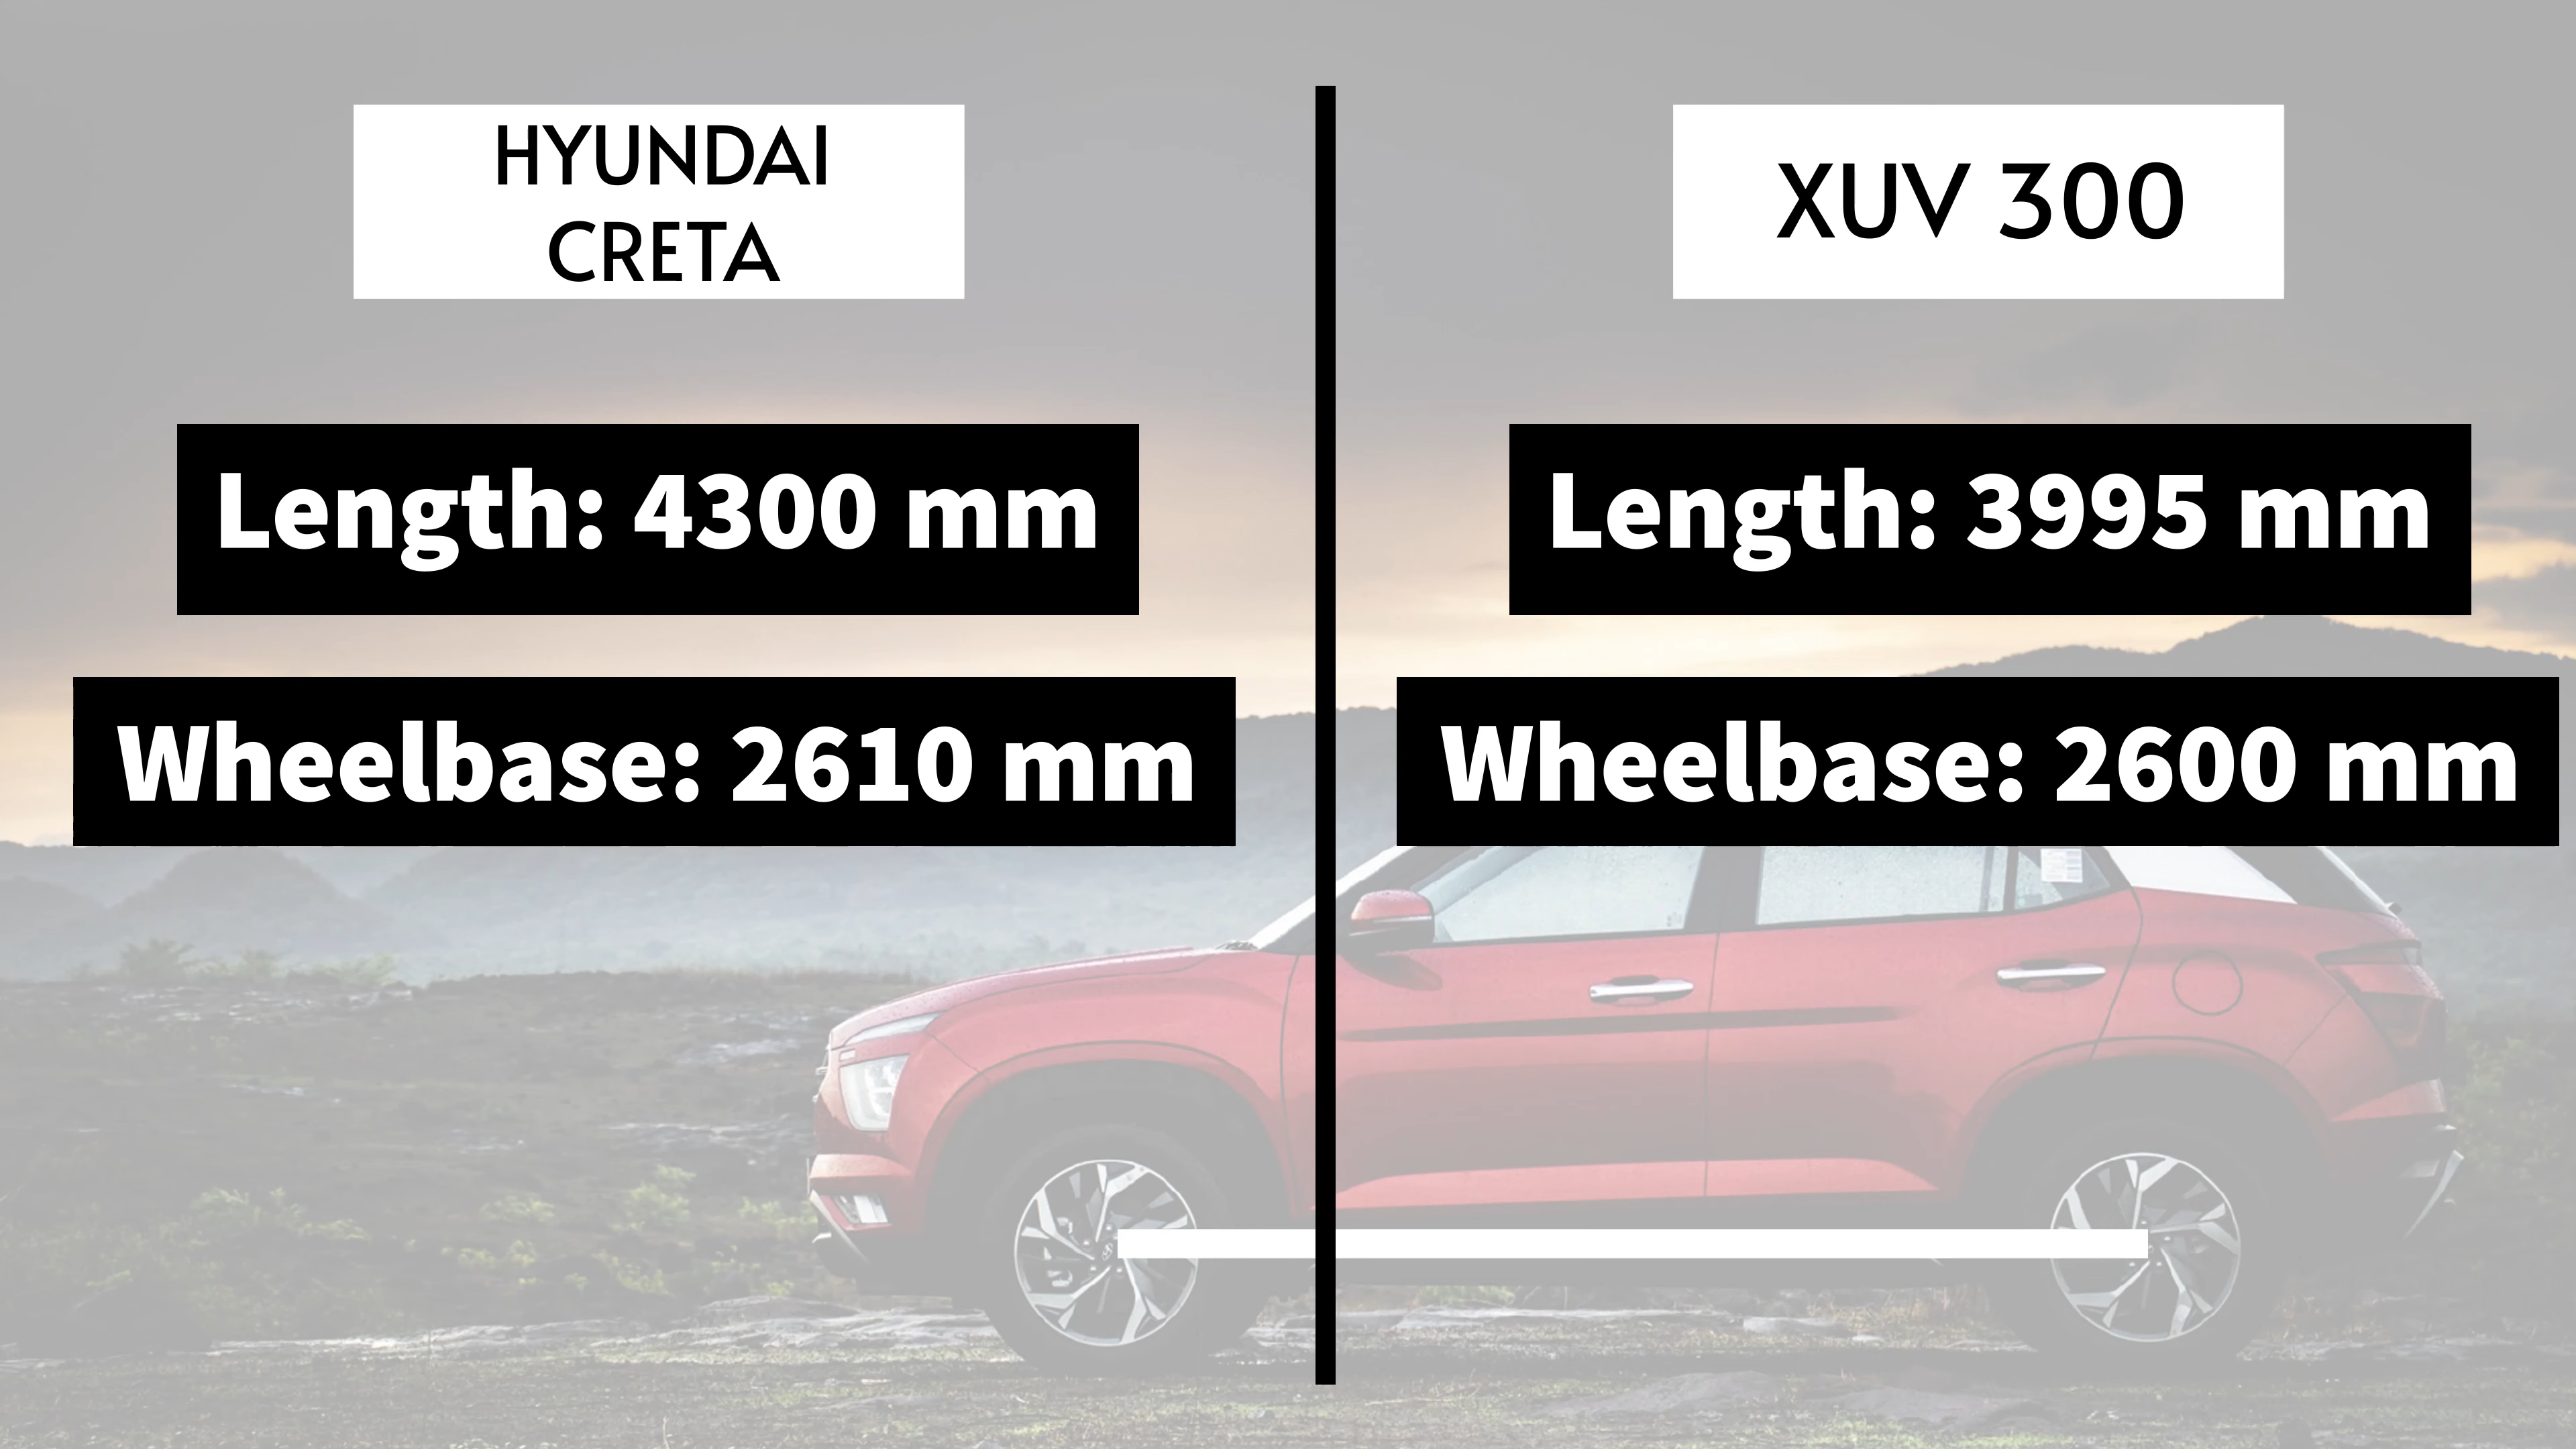 HYUNDAI
CRETA
Length: 4300 mm
Wheelbase: 2610 mm
XUV 300
Length: 3995 mm
Wheelbase: 2600 mm